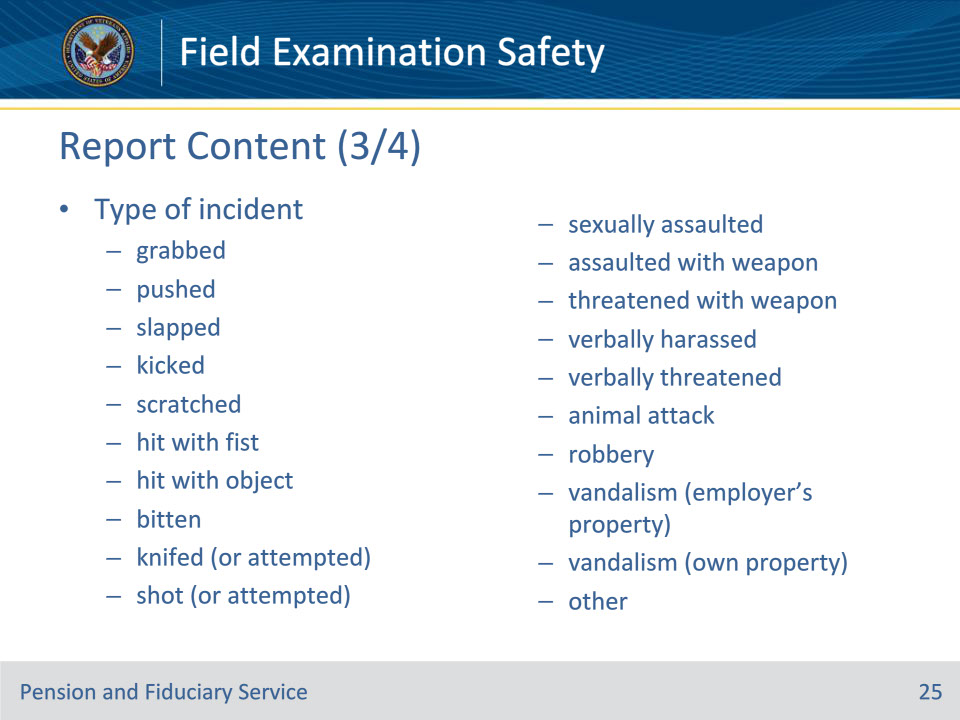 Field Examination Safety
Report Content (3/4)
• Type of incident
– grabbed
– pushed
– slapped
– kicked
– scratched
– hit with fist
– hit with object
– bitten
– knifed (or attempted)
– shot (or attempted)
– sexually assaulted
– assaulted with weapon
– threatened with weapon
– verbally harassed
– verbally threatened
– animal attack
– robbery
– vandalism (employer’s
property)
– vandalism (own property)
– other
Pension and Fiduciary Service
25